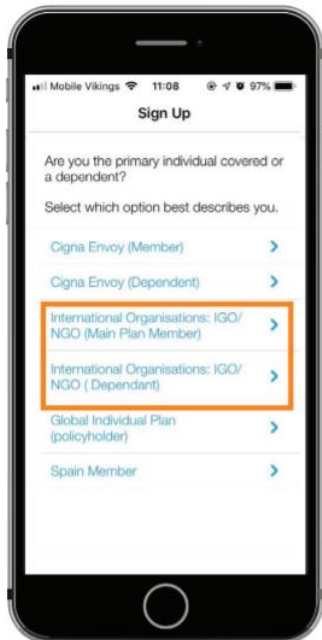 Mobile Vikings 11:08 97%
Sign Up
Are you the primary individual covered or
a dependent?
Select which option best describes you.
Cigna Envoy (Member)
Cigna Envoy (Dependent)
International Organisations: IGO/
NGO (Main Plan Member)
International Organisations: IGO/
NGO ( Dependant)
Global Individual Plan
(policyholder)
Spain Member